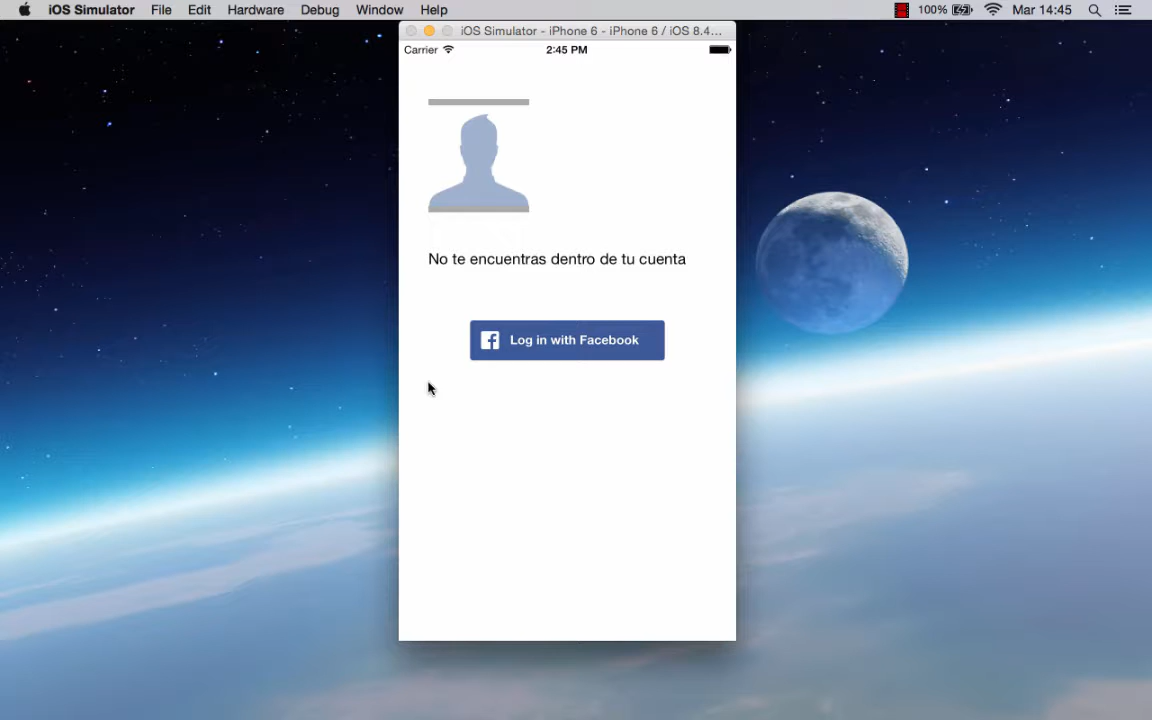 iOS Simulator File Edit Hardware Debug Window Help 100% Mar 14:45
iOS Simulator - iPhone 6 - iPhone 6 / iOS 8.4...
Carrier 2:45 PM
No te encuentras dentro de tu cuenta
Log in with Facebook